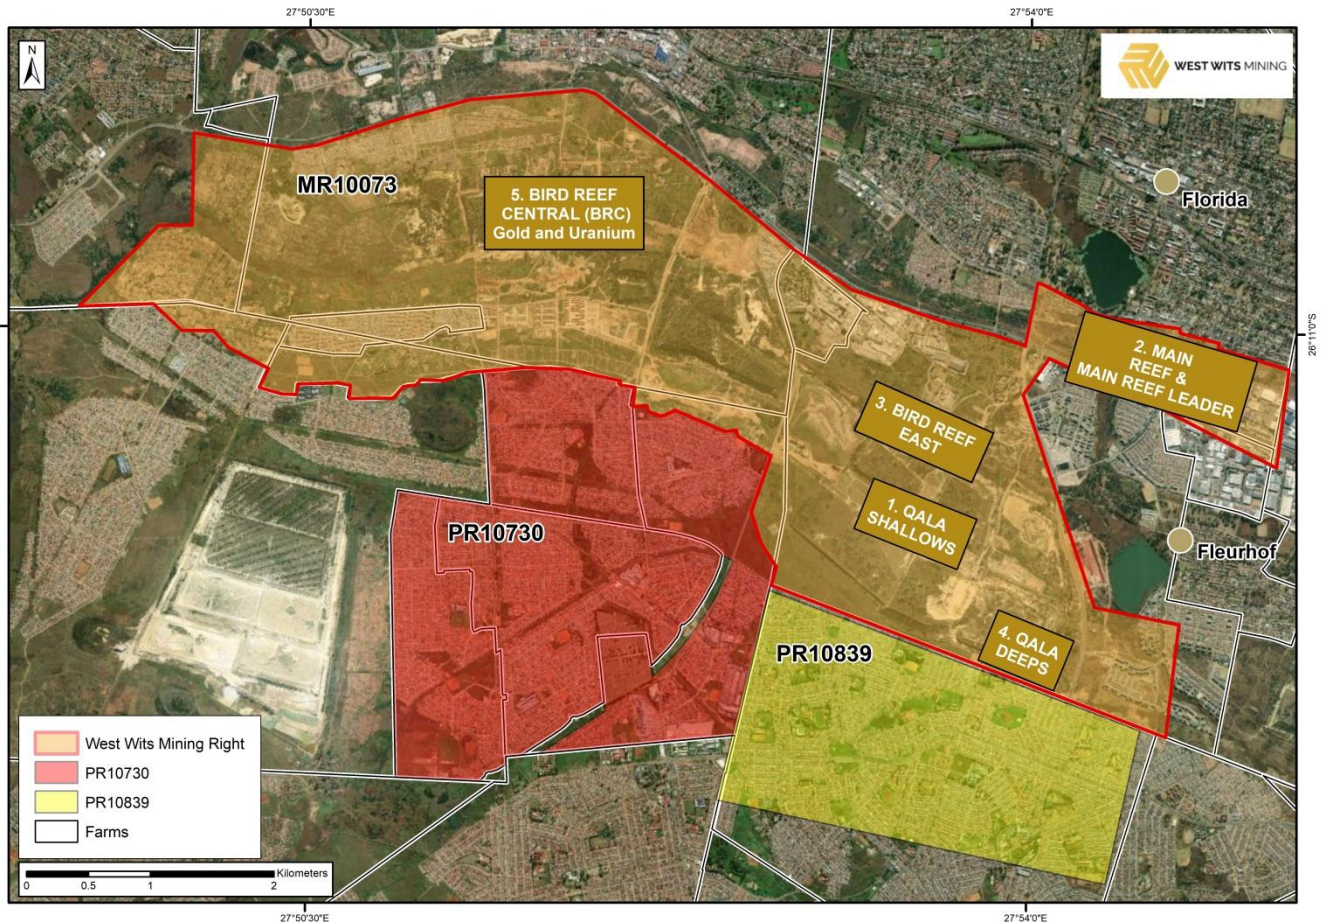 27°50'30"E
27°54'0"E
N
WEST WITS MINING
MR10073
5. BIRD REEF
CENTRAL (BRC)
Gold and Uranium
Florida
26°11'0"S
2. MAIN
REEF &
MAIN REEF LEADER
3. BIRD REEF
EAST
1. QALA
SHALLOWS
PR10730
Fleurhof
4. QALA
DEEPS
PR10839
West Wits Mining Right
PR10730
PR10839
Farms
Kilometers
0 0.5 1 2
27°50'30"E
27°54'0"E